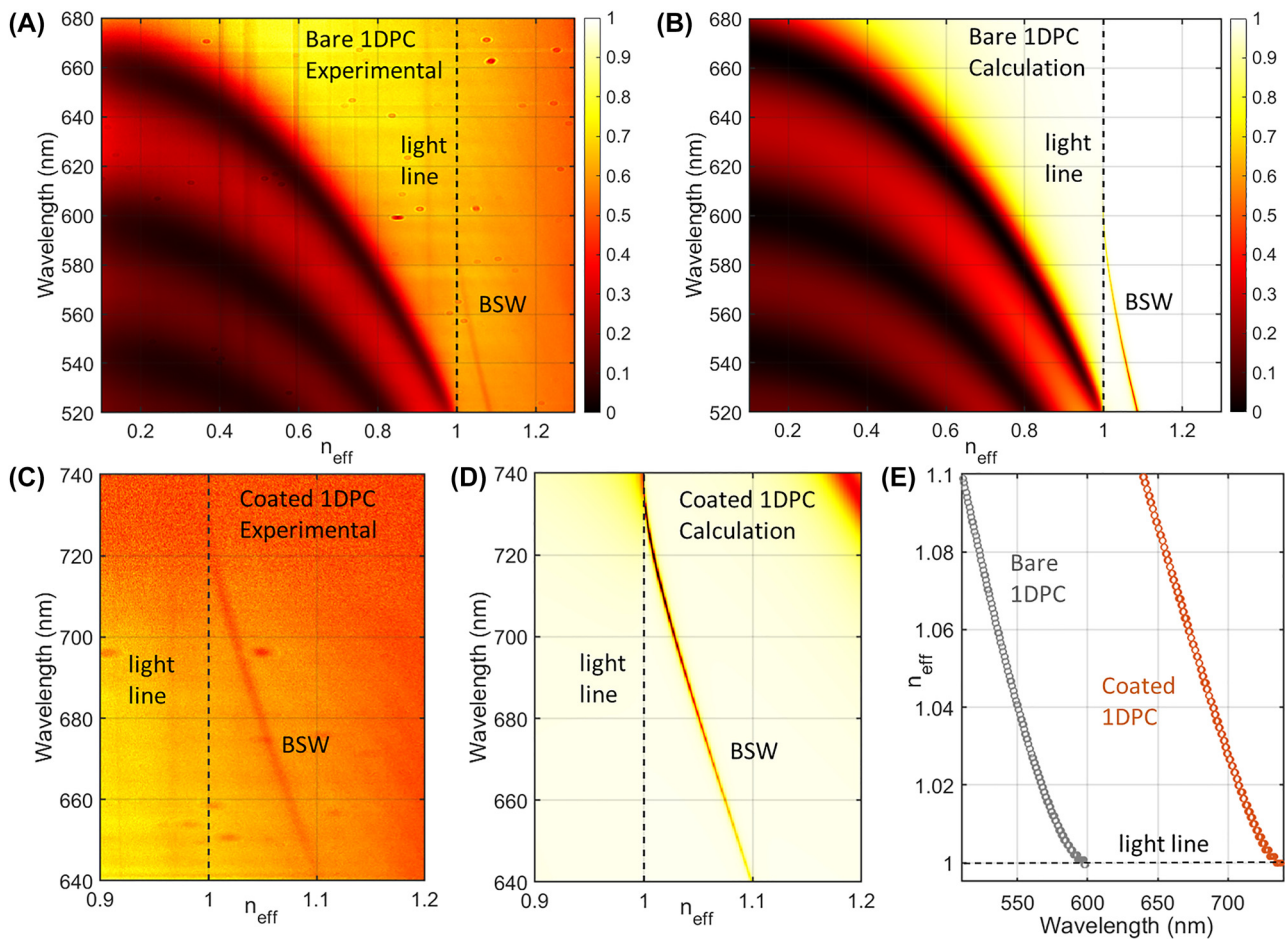 (A)
Bare 1DPC
Experimental
light
line
BSW
680
660
640
620
600
580
560
540
520
Wavelength (nm)
0.2
0.4
0.6
0.8
1
1.2
n_eff
1
0.9
0.8
0.7
0.6
0.5
0.4
0.3
0.2
0.1
0
(B)
Bare 1DPC
Calculation
light
line
BSW
680
660
640
620
600
580
560
540
520
Wavelength (nm)
0.2
0.4
0.6
0.8
1
1.2
n_eff
1
0.9
0.8
0.7
0.6
0.5
0.4
0.3
0.2
0.1
0
(C)
Coated 1DPC
Experimental
light
line
BSW
740
720
700
680
660
640
Wavelength (nm)
0.9
1
1.1
1.2
n_eff
(D)
Coated 1DPC
Calculation
light
line
BSW
740
720
700
680
660
640
Wavelength (nm)
0.9
1
1.1
1.2
n_eff
(E)
Bare
1DPC
Coated
1DPC
light line
1.1
1.08
1.06
1.04
1.02
1
n_eff
550
600
650
700
Wavelength (nm)